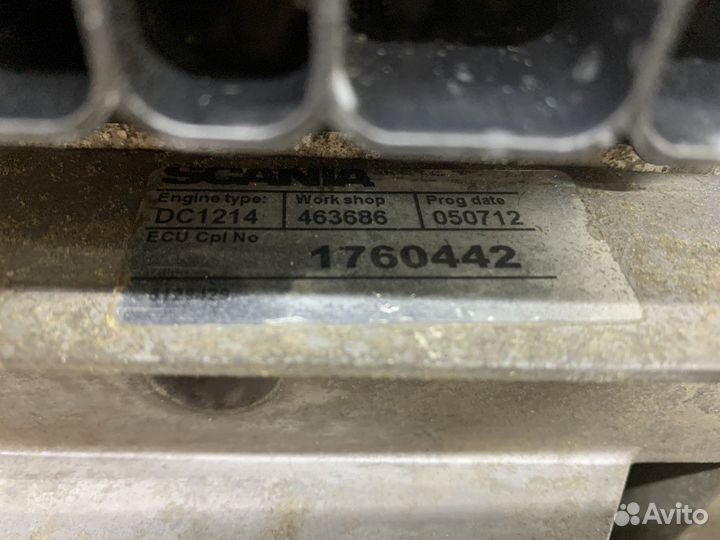 SCANIA
Engine type: Work shop Prog date
DC1214 463686 050712
ECU Cpl No
1760442
Avito